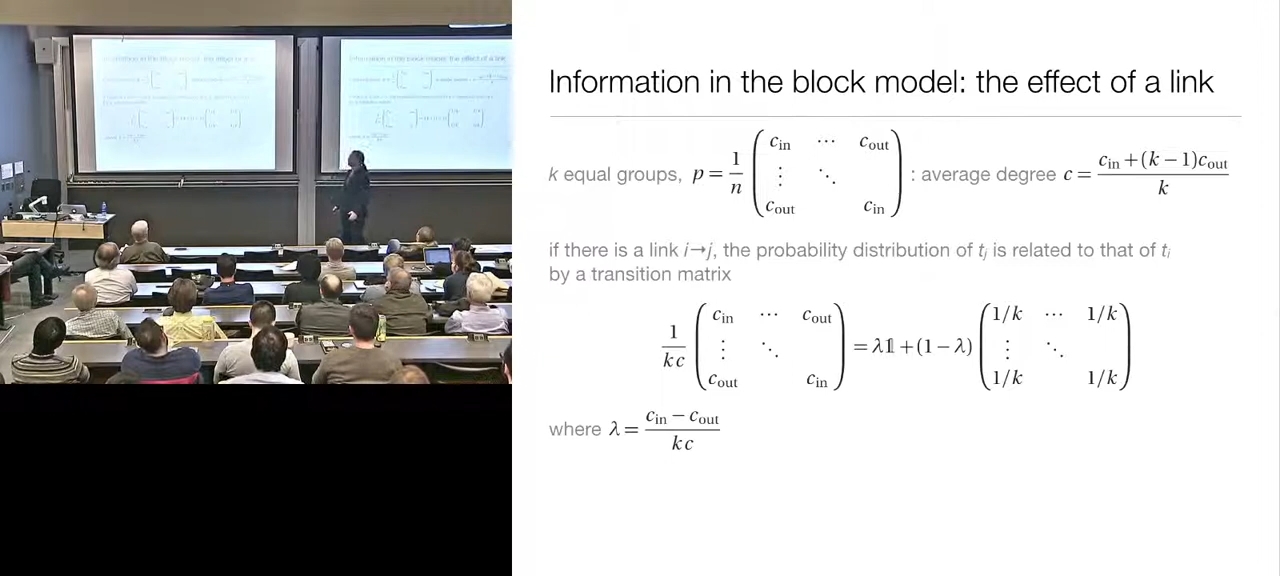 Information in the block model: the effect of a link
k equal groups, p = 1/n ( c_in ⋯ c_out ⋮ ⋱ c_out c_in ) : average degree c = (c_in + (k − 1)c_out)/k
if there is a link i→j, the probability distribution of t_j is related to that of t_i
by a transition matrix
1/kc ( c_in ⋯ c_out ⋮ ⋱ c_out c_in ) = λ𝟙 + (1 − λ) ( 1/k ⋯ 1/k ⋮ ⋱ 1/k 1/k )
where λ = (c_in − c_out)/kc